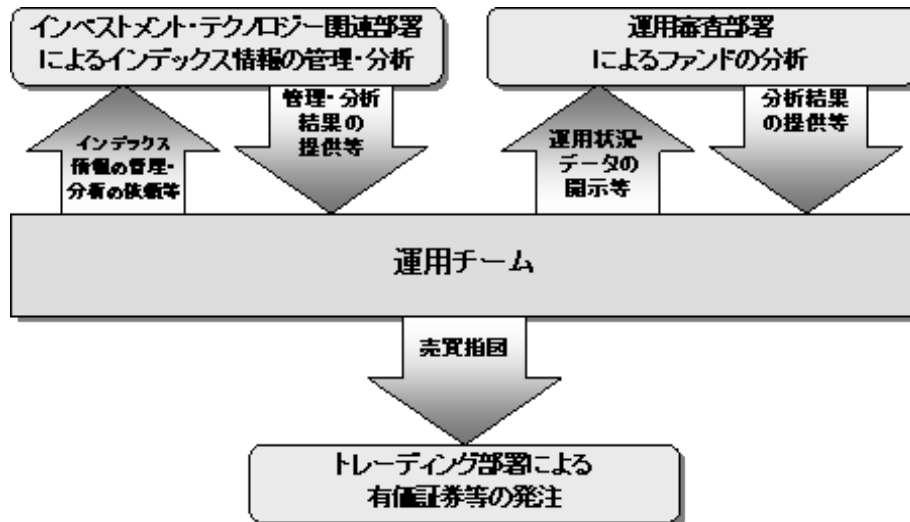 インベストメント・テクノロジー関連部署
によるインデックス情報の管理・分析
運用審査部署
によるファンドの分析
インデックス
情報の管理・
分析の依頼等
管理・分析
結果の
提供等
運用状況・
データの
開示等
分析結果
の提供等
運用チーム
売買指図
トレーディング部署による
有価証券等の発注